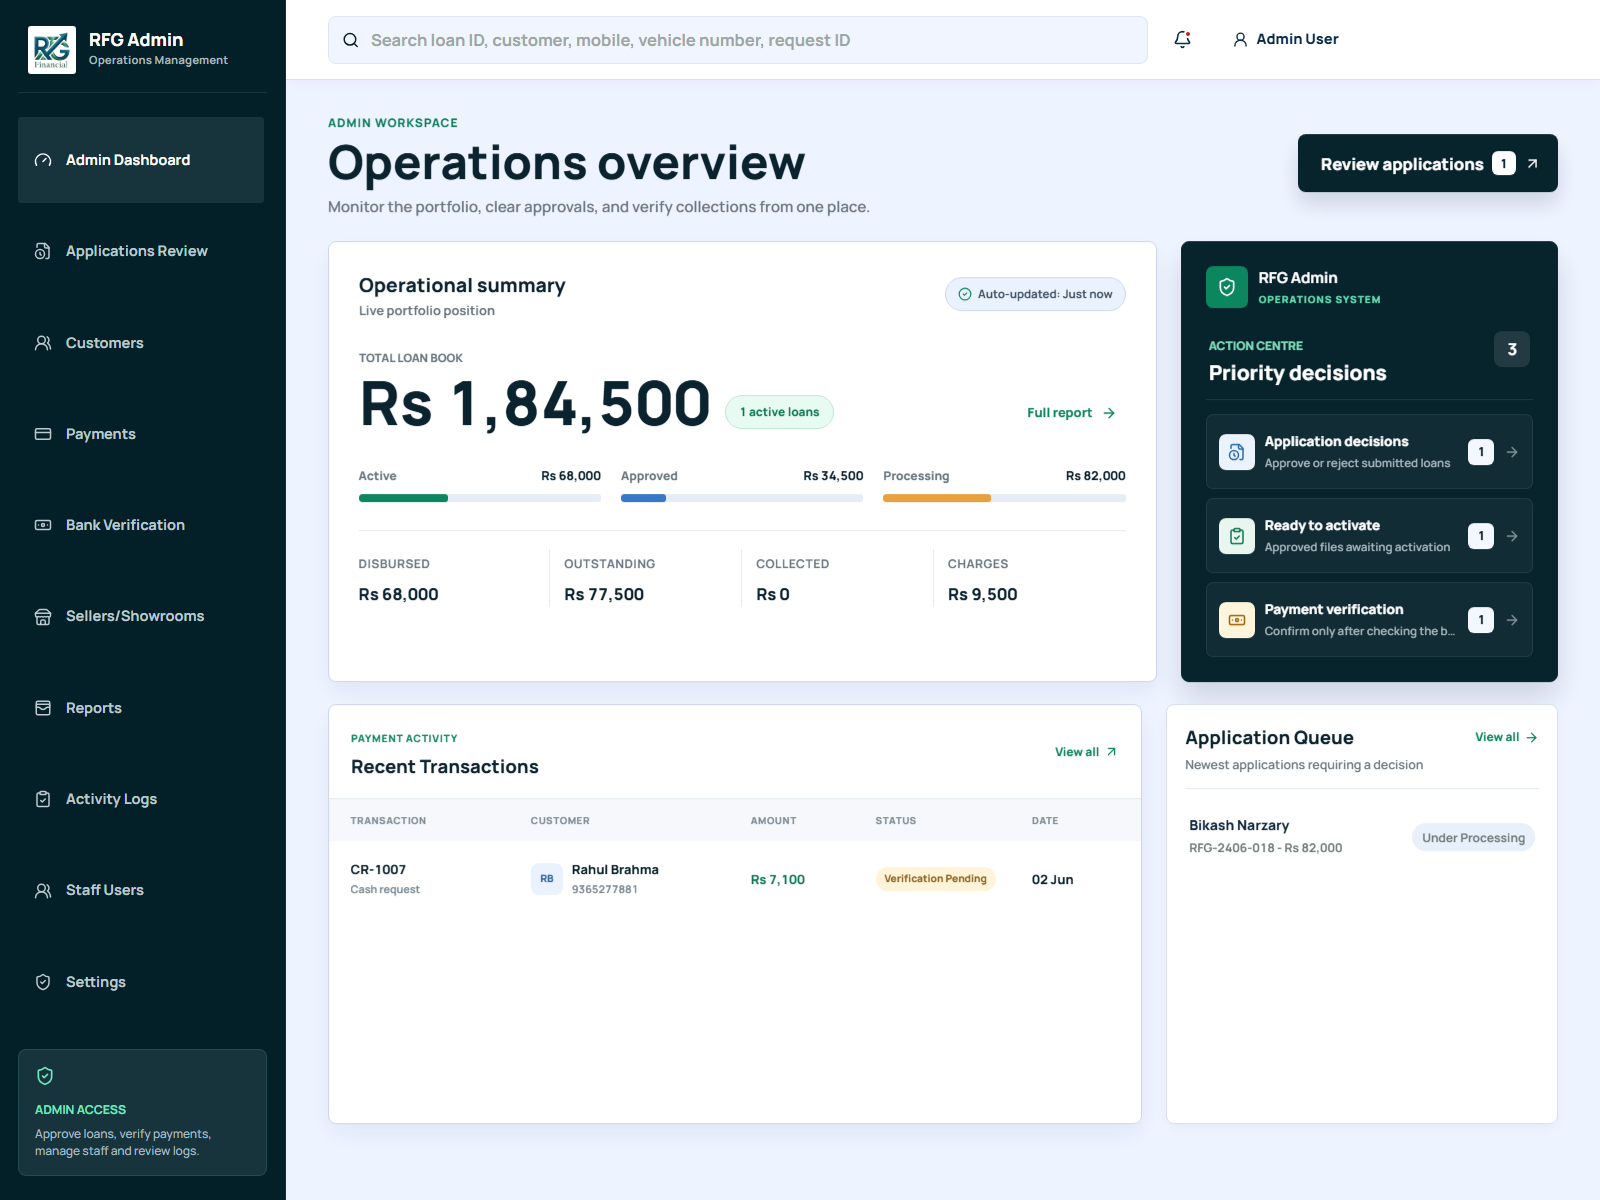 RFG
Financial
RFG Admin
Operations Management
Admin Dashboard
Applications Review
Customers
Payments
Bank Verification
Sellers/Showrooms
Reports
Activity Logs
Staff Users
Settings
ADMIN ACCESS
Approve loans, verify payments,
manage staff and review logs.
Search loan ID, customer, mobile, vehicle number, request ID
Admin User
ADMIN WORKSPACE
Operations overview
Monitor the portfolio, clear approvals, and verify collections from one place.
Review applications 1
Operational summary
Live portfolio position
Auto-updated: Just now
TOTAL LOAN BOOK
Rs 1,84,500
1 active loans
Full report
Active Rs 68,000
Approved Rs 34,500
Processing Rs 82,000
DISBURSED
Rs 68,000
OUTSTANDING
Rs 77,500
COLLECTED
Rs 0
CHARGES
Rs 9,500
RFG Admin
OPERATIONS SYSTEM
ACTION CENTRE
Priority decisions
3
Application decisions
Approve or reject submitted loans
1
Ready to activate
Approved files awaiting activation
1
Payment verification
Confirm only after checking the b...
1
PAYMENT ACTIVITY
Recent Transactions
View all
TRANSACTION CUSTOMER AMOUNT STATUS DATE
CR-1007
Cash request
RB
Rahul Brahma
9365277881
Rs 7,100
Verification Pending
02 Jun
Application Queue
View all
Newest applications requiring a decision
Bikash Narzary
RFG-2406-018 - Rs 82,000
Under Processing